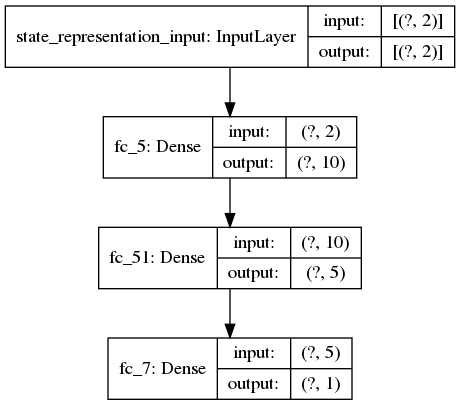 state_representation_input: InputLayer
input: [(?, 2)]
output: [(?, 2)]
fc_5: Dense
input: (?, 2)
output: (?, 10)
fc_51: Dense
input: (?, 10)
output: (?, 5)
fc_7: Dense
input: (?, 5)
output: (?, 1)